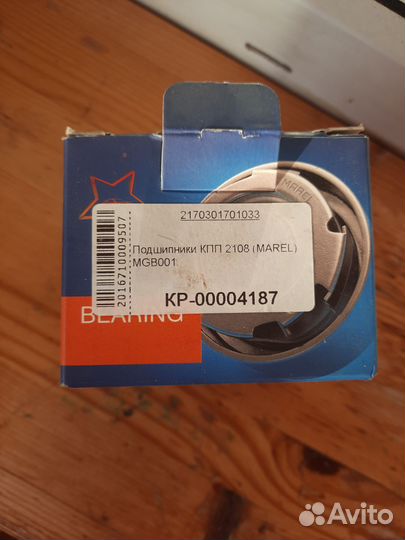 MAREL
2170301701033
Подшипники КПП 2108 (MAREL)
MGB001
КР-00004187
2016710009507
BEARING
Avito